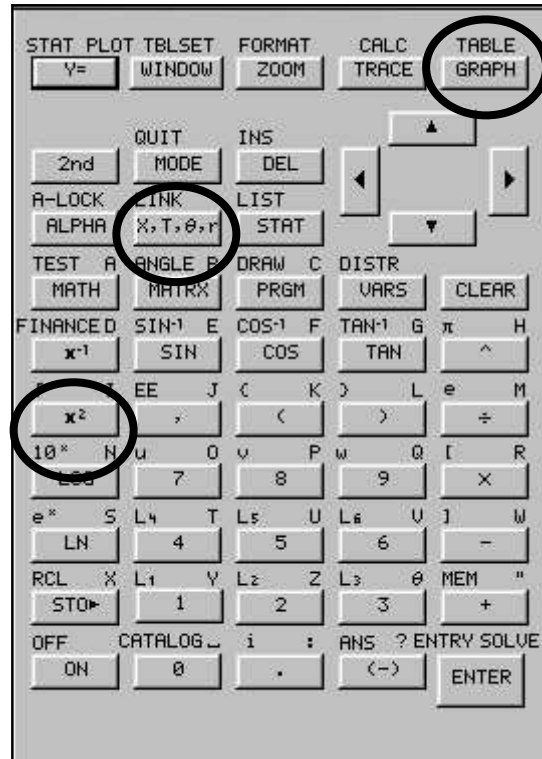 STAT PLOT TBLSET FORMAT CALC TABLE
Y= WINDOW ZOOM TRACE GRAPH
QUIT INS
2nd MODE DEL
A-LOCK LINK LIST
ALPHA X,T,θ,r STAT
TEST A ANGLE B DRAW C DISTR
MATH MATRX PRGM VARS CLEAR
FINANCE D SIN-1 E COS-1 F TAN-1 G π H
x-1 SIN COS TAN ^
I EE J { K } L e M
x² , ( ) ÷
10ˣ N u O v P w Q [ R
LOG 7 8 9 ×
eˣ S L4 T L5 U L6 V ] W
LN 4 5 6 −
RCL X L1 Y L2 Z L3 θ MEM "
STO► 1 2 3 +
OFF CATALOG ⎵ i : ANS ? ENTRY SOLVE
ON 0 . (-) ENTER